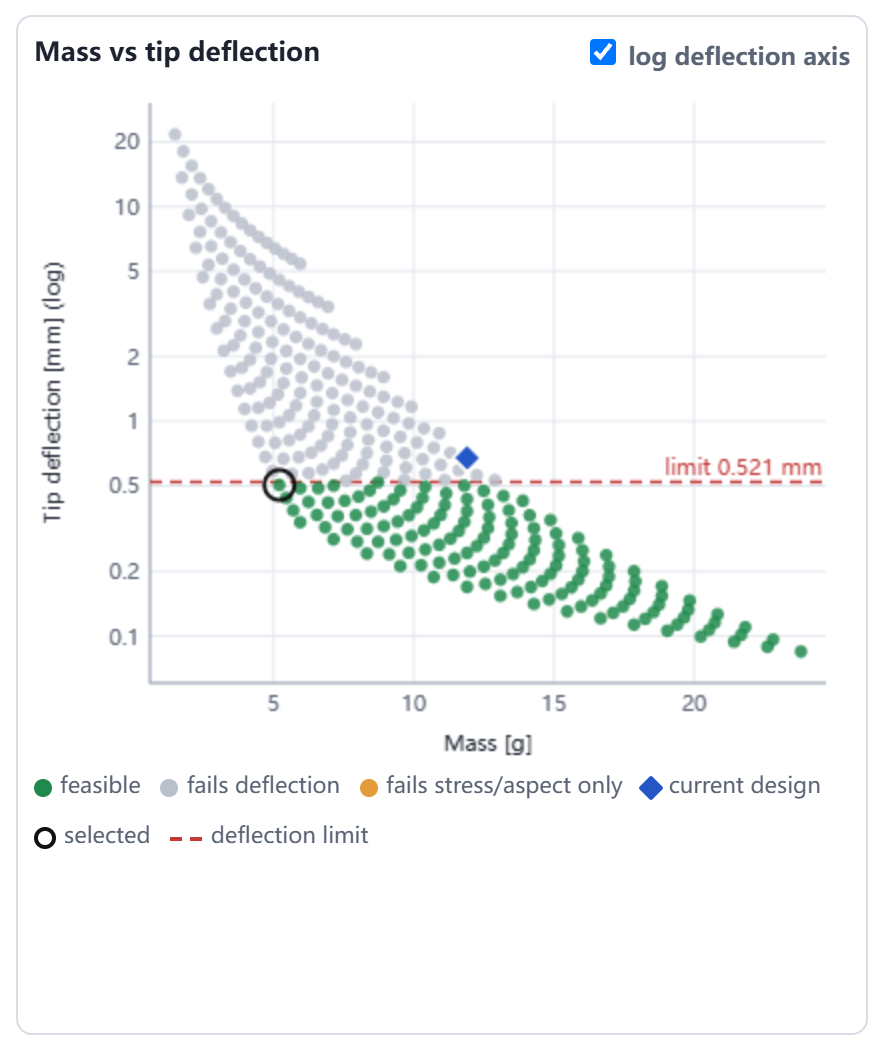 Mass vs tip deflection
log deflection axis
20
10
5
2
1
0.5
0.2
0.1
Tip deflection [mm] (log)
limit 0.521 mm
5 10 15 20
Mass [g]
feasible fails deflection fails stress/aspect only current design
selected deflection limit